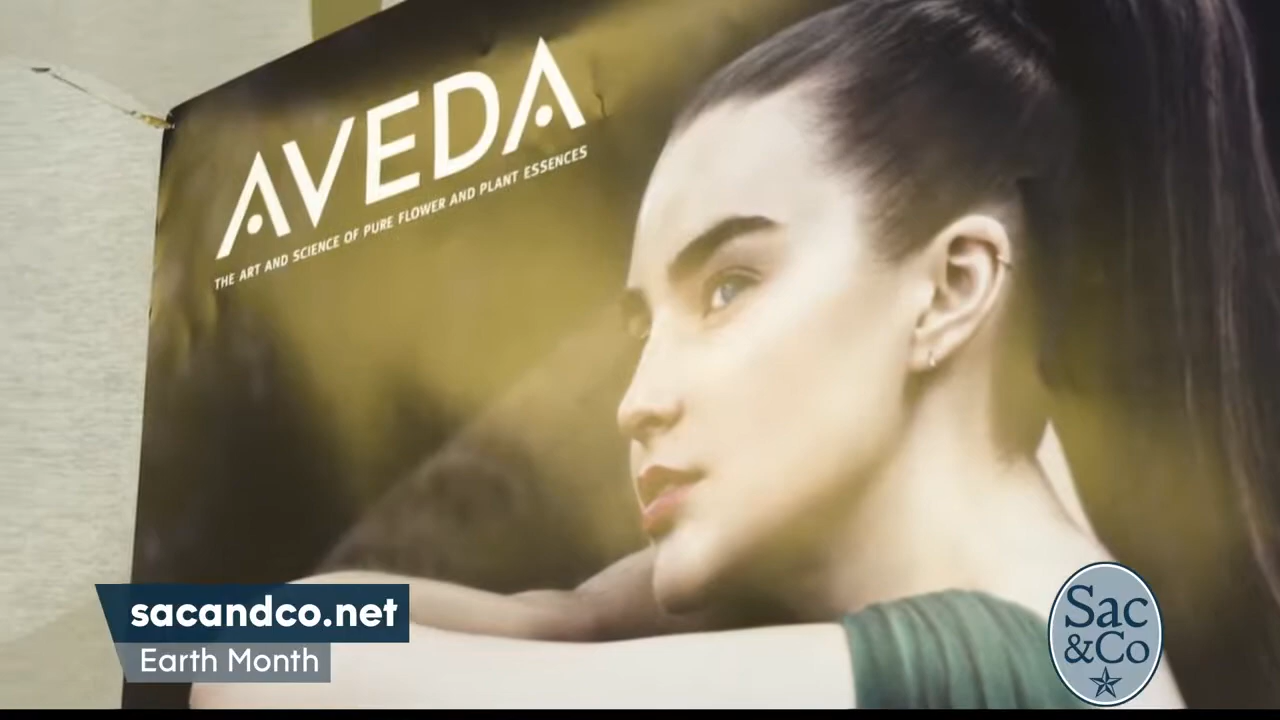 AVEDA
THE ART AND SCIENCE OF PURE FLOWER AND PLANT ESSENCES
sacandco.net
Earth Month
Sac
&Co